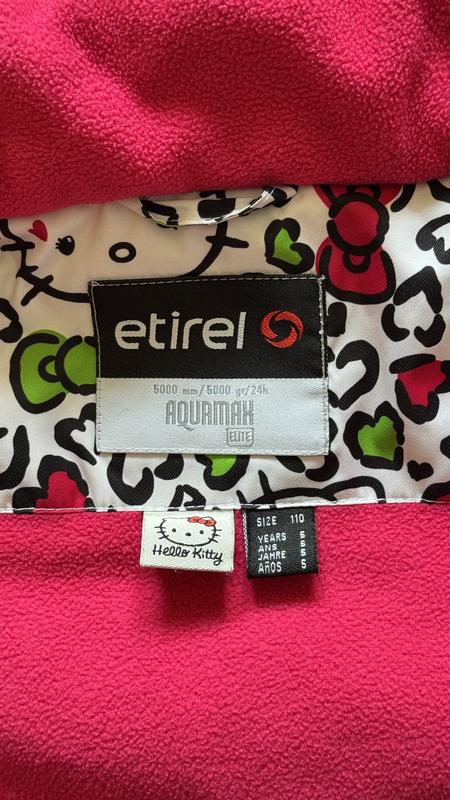 etirel
5000 mm/5000 gr/24h
AQUAMAX
ELITE
Hello Kitty
SIZE 110
YEARS 5
ANS 5
JAHRE 5
AÑOS 5